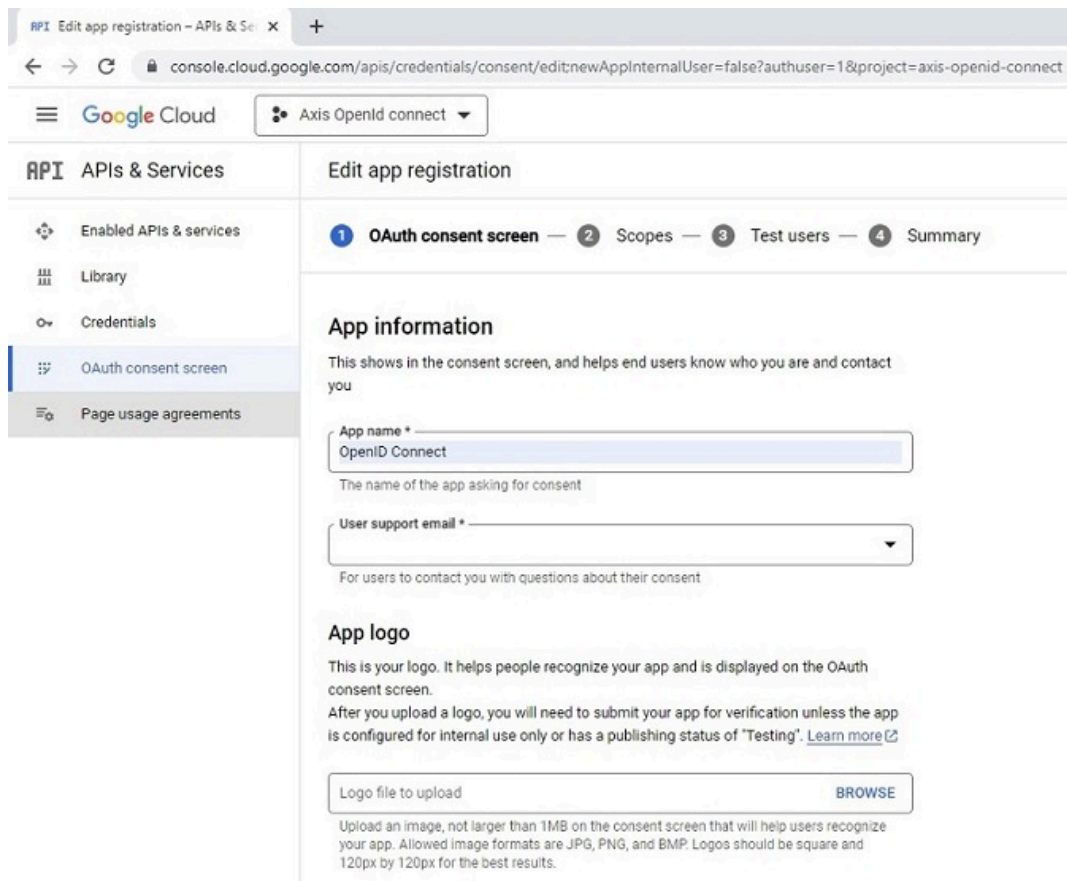 API Edit app registration – APIs & Se
console.cloud.google.com/apis/credentials/consent/edit;newAppInternalUser=false?authuser=1&project=axis-openid-connect
Google Cloud
Axis OpenId connect
API APIs & Services
Edit app registration
Enabled APIs & services
Library
Credentials
OAuth consent screen
Page usage agreements
1 OAuth consent screen — 2 Scopes — 3 Test users — 4 Summary
App information
This shows in the consent screen, and helps end users know who you are and contact
you
App name *
OpenID Connect
The name of the app asking for consent
User support email *
For users to contact you with questions about their consent
App logo
This is your logo. It helps people recognize your app and is displayed on the OAuth
consent screen.
After you upload a logo, you will need to submit your app for verification unless the app
is configured for internal use only or has a publishing status of "Testing". Learn more
Logo file to upload
BROWSE
Upload an image, not larger than 1MB on the consent screen that will help users recognize
your app. Allowed image formats are JPG, PNG, and BMP. Logos should be square and
120px by 120px for the best results.